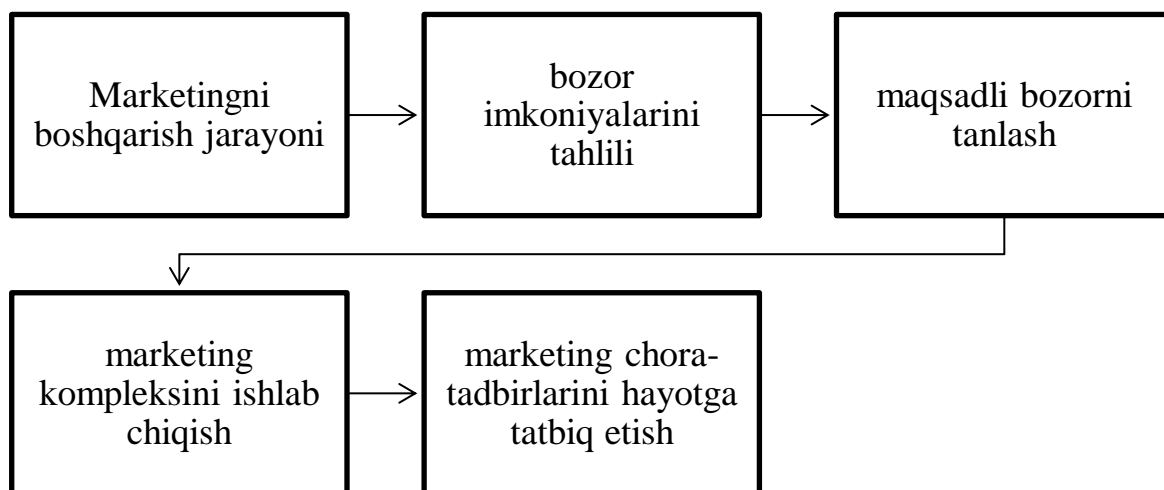 Marketingni
boshqarish jarayoni
bozor
imkoniyalarini
tahlili
maqsadli bozorni
tanlash
marketing
kompleksini ishlab
chiqish
marketing chora-
tadbirlarini hayotga
tatbiq etish